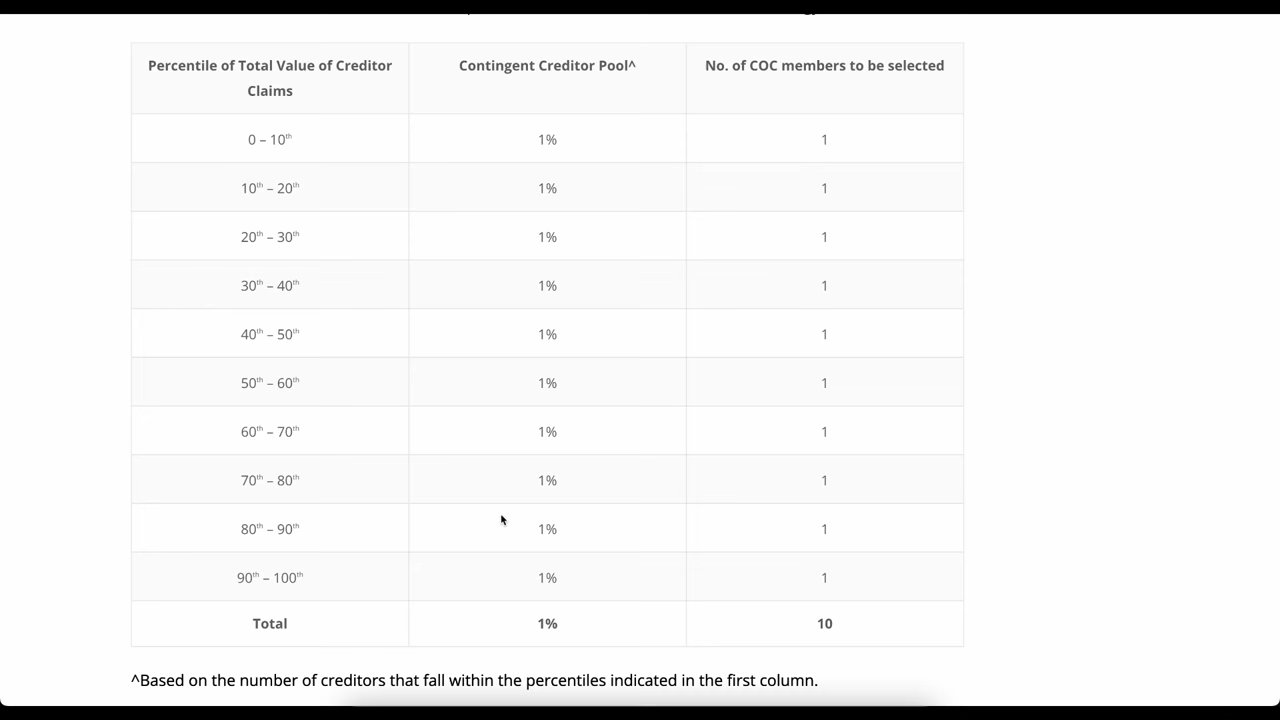 Percentile of Total Value of Creditor Claims Contingent Creditor Pool^ No. of COC members to be selected
0 – 10th 1% 1
10th – 20th 1% 1
20th – 30th 1% 1
30th – 40th 1% 1
40th – 50th 1% 1
50th – 60th 1% 1
60th – 70th 1% 1
70th – 80th 1% 1
80th – 90th 1% 1
90th – 100th 1% 1
Total 1% 10
^Based on the number of creditors that fall within the percentiles indicated in the first column.